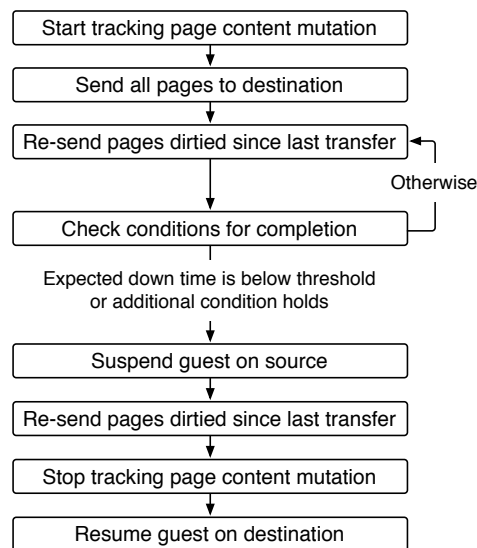 Start tracking page content mutation
Send all pages to destination
Re-send pages dirtied since last transfer
Otherwise
Check conditions for completion
Expected down time is below threshold
or additional condition holds
Suspend guest on source
Re-send pages dirtied since last transfer
Stop tracking page content mutation
Resume guest on destination